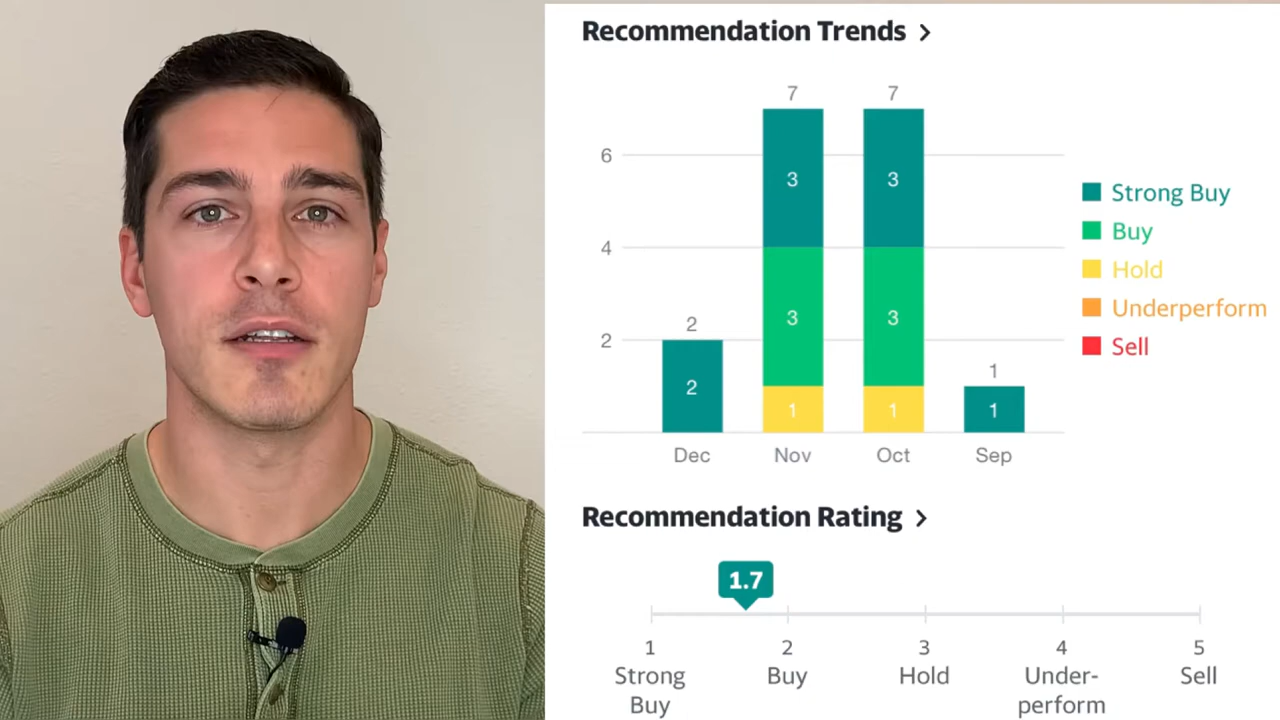 Recommendation Trends >
7 7
6
3 3
Strong Buy
Buy
4
Hold
3 3
Underperform
2
2
Sell
1
2
1 1 1
Dec Nov Oct Sep
Recommendation Rating >
1.7
1 2 3 4 5
Strong Buy Hold Under- Sell
Buy perform